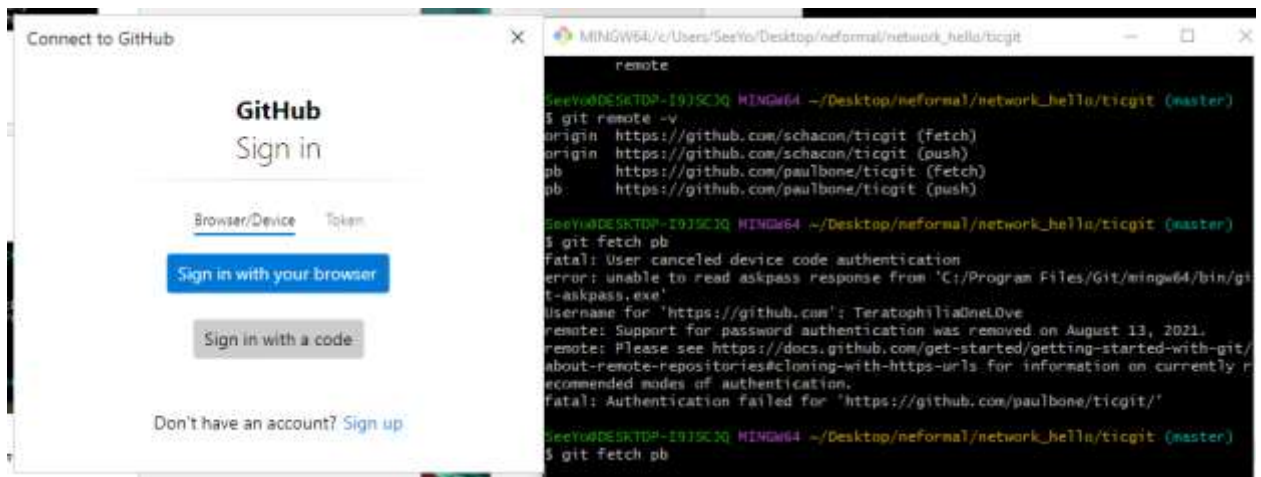 Connect to GitHub
GitHub
Sign in
Browser/Device Token
Sign in with your browser
Sign in with a code
Don't have an account? Sign up
MINGW64:/c/Users/SeeYo/Desktop/neformal/network_hello/ticgit
remote
SeeYo@DESKTOP-I9JSCJQ MINGW64 ~/Desktop/neformal/network_hello/ticgit (master)
$ git remote -v
origin https://github.com/schacon/ticgit (fetch)
origin https://github.com/schacon/ticgit (push)
pb https://github.com/paulbone/ticgit (fetch)
pb https://github.com/paulbone/ticgit (push)
SeeYo@DESKTOP-I9JSCJQ MINGW64 ~/Desktop/neformal/network_hello/ticgit (master)
$ git fetch pb
fatal: User canceled device code authentication
error: unable to read askpass response from 'C:/Program Files/Git/mingw64/bin/gi
t-askpass.exe'
Username for 'https://github.com': TeratophiliaOneLOve
remote: Support for password authentication was removed on August 13, 2021.
remote: Please see https://docs.github.com/get-started/getting-started-with-git/
about-remote-repositories#cloning-with-https-urls for information on currently r
ecommended modes of authentication.
fatal: Authentication failed for 'https://github.com/paulbone/ticgit/'
SeeYo@DESKTOP-I9JSCJQ MINGW64 ~/Desktop/neformal/network_hello/ticgit (master)
$ git fetch pb